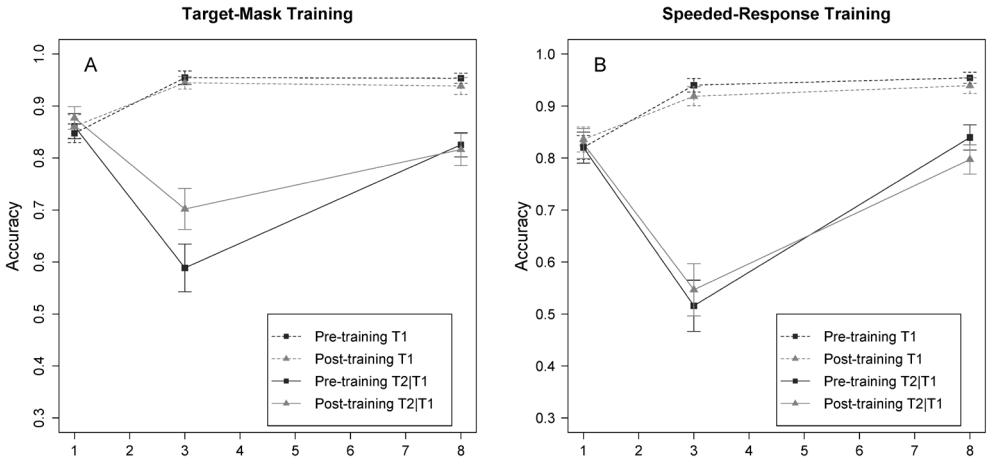 Target-Mask Training
A
Accuracy
1.0
0.9
0.8
0.7
0.6
0.5
0.4
0.3
Pre-training T1
Post-training T1
Pre-training T2|T1
Post-training T2|T1
1 2 3 4 5 6 7 8
Speeded-Response Training
B
Accuracy
1.0
0.9
0.8
0.7
0.6
0.5
0.4
0.3
Pre-training T1
Post-training T1
Pre-training T2|T1
Post-training T2|T1
1 2 3 4 5 6 7 8